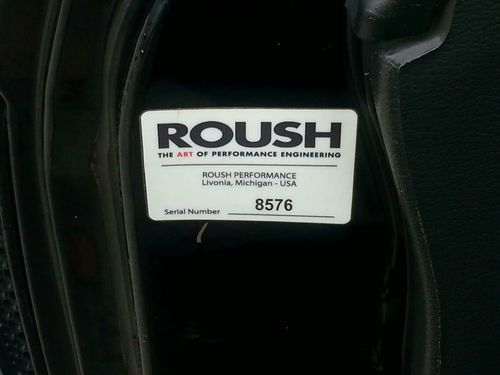 ROUSH
THE ART OF PERFORMANCE ENGINEERING
ROUSH PERFORMANCE
Livonia, Michigan - USA
Serial Number 8576